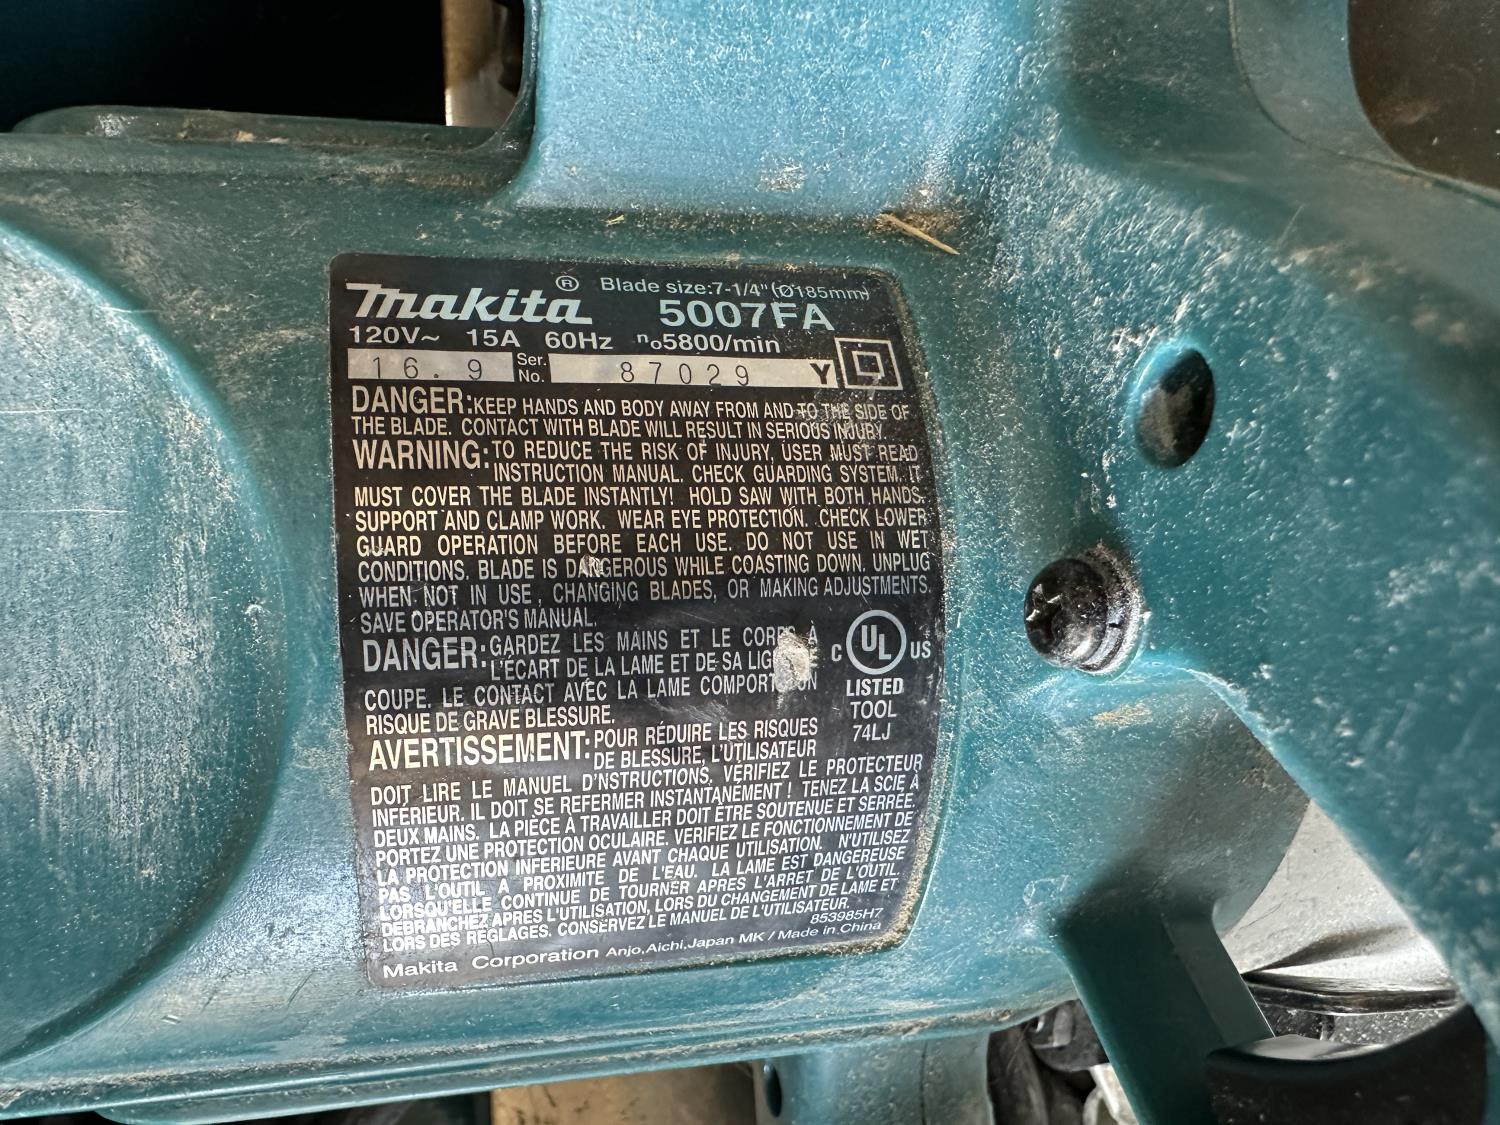 Makita® Blade size:7-1/4" (Ø185mm)
5007FA
120V~ 15A 60Hz n₀5800/min
16.9 Ser. No. 87029 Y
DANGER: KEEP HANDS AND BODY AWAY FROM AND TO THE SIDE OF
THE BLADE. CONTACT WITH BLADE WILL RESULT IN SERIOUS INJURY.
WARNING: TO REDUCE THE RISK OF INJURY, USER MUST READ
INSTRUCTION MANUAL. CHECK GUARDING SYSTEM. IT
MUST COVER THE BLADE INSTANTLY! HOLD SAW WITH BOTH HANDS.
SUPPORT AND CLAMP WORK. WEAR EYE PROTECTION. CHECK LOWER
GUARD OPERATION BEFORE EACH USE. DO NOT USE IN WET
CONDITIONS. BLADE IS DANGEROUS WHILE COASTING DOWN. UNPLUG
WHEN NOT IN USE, CHANGING BLADES, OR MAKING ADJUSTMENTS.
SAVE OPERATOR'S MANUAL.
DANGER: GARDEZ LES MAINS ET LE CORPS À
L'ÉCART DE LA LAME ET DE SA
COUPE. LE CONTACT AVEC LA LAME COMPORTE UN
RISQUE DE GRAVE BLESSURE.
C UL US
LISTED
TOOL
74LJ
AVERTISSEMENT: POUR RÉDUIRE LES RISQUES
DE BLESSURE, L'UTILISATEUR
DOIT LIRE LE MANUEL D'NSTRUCTIONS. VÉRIFIEZ LE PROTECTEUR
INFÉRIEUR. IL DOIT SE REFERMER INSTANTANÉMENT ! TENEZ LA SCIE À
DEUX MAINS. LA PIÈCE À TRAVAILLER DOIT ÊTRE SOUTENUE ET SERRÉE.
PORTEZ UNE PROTECTION OCULAIRE. VERIFIEZ LE FONCTIONNEMENT DE
LA PROTECTION INFERIEURE AVANT CHAQUE UTILISATION. N'UTILISEZ
PAS L'OUTIL A PROXIMITE DE L'EAU. LA LAME EST DANGEREUSE
LORSQU'ELLE CONTINUE DE TOURNER APRES L'ARRET DE L'OUTIL.
DEBRANCHEZ APRES L'UTILISATION, LORS DU CHANGEMENT DE LAME ET
LORS DES REGLAGES. CONSERVEZ LE MANUEL DE L'UTILISATEUR.
853985H7
Makita Corporation Anjo, Aichi, Japan MK / Made in China